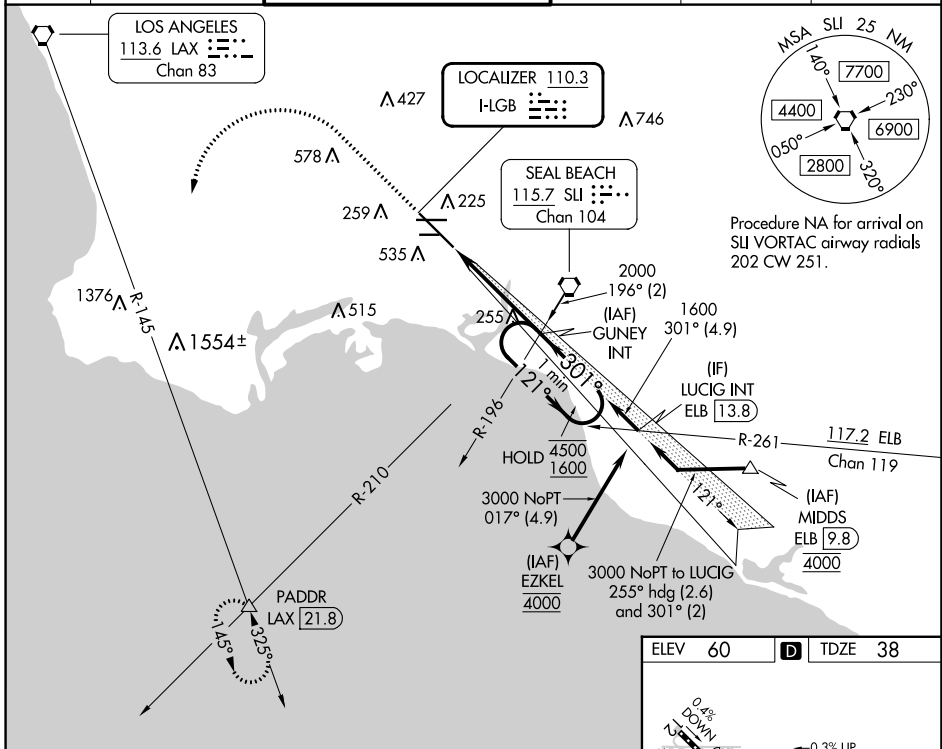 LOS ANGELES
113.6 LAX
Chan 83
LOCALIZER 110.3
I-LGB
427
746
578
SEAL BEACH
115.7 SLI
Chan 104
259
225
535
MSA SLI 25 NM
140°
7700
230°
4400
6900
050°
2800
320°
Procedure NA for arrival on
SLI VORTAC airway radials
202 CW 251.
1376
R-145
1554±
515
255
2000
196° (2)
(IAF)
GUNEY
INT
1600
301° (4.9)
301°
1 min
121°
(IF)
LUCIG INT
ELB 13.8
R-196
HOLD 4500
1600
R-261
117.2 ELB
Chan 119
R-210
3000 NoPT
017° (4.9)
121°
(IAF)
MIDDS
ELB 9.8
4000
(IAF)
EZKEL
4000
3000 NoPT to LUCIG
255° hdg (2.6)
and 301° (2)
PADDR
LAX 21.8
145°
325°
ELEV 60
D
TDZE 38
0.4%
DOWN
12
0.3% UP